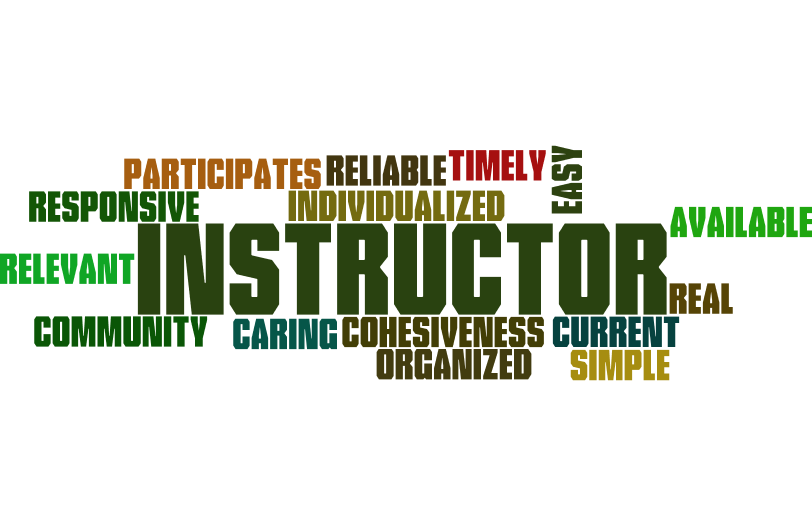 PARTICIPATES RELIABLE TIMELY EASY
RESPONSIVE INDIVIDUALIZED AVAILABLE
RELEVANT INSTRUCTOR REAL
COMMUNITY CARING COHESIVENESS CURRENT
ORGANIZED SIMPLE